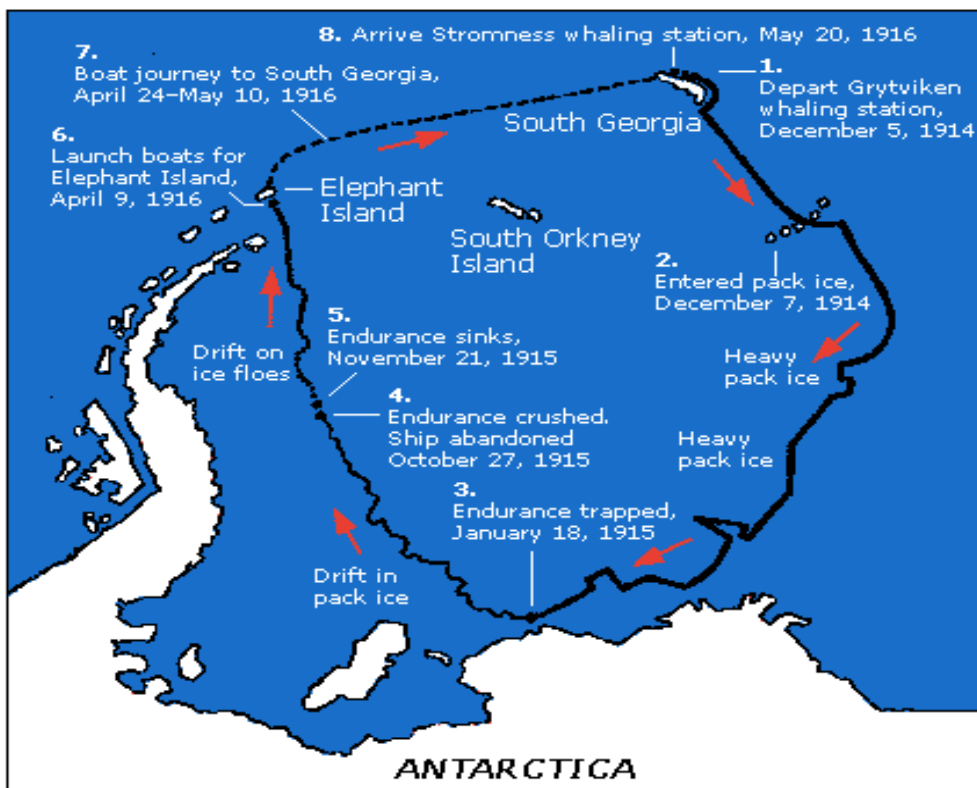 8. Arrive Stromness whaling station, May 20, 1916
7.
Boat journey to South Georgia,
April 24–May 10, 1916
1.
Depart Grytviken
whaling station,
December 5, 1914
South Georgia
6.
Launch boats for
Elephant Island,
April 9, 1916
Elephant
Island
South Orkney
Island
2.
Entered pack ice,
December 7, 1914
5.
Endurance sinks,
November 21, 1915
Drift on
ice floes
Heavy
pack ice
4.
Endurance crushed.
Ship abandoned
October 27, 1915
Heavy
pack ice
3.
Endurance trapped,
January 18, 1915
Drift in
pack ice
ANTARCTICA